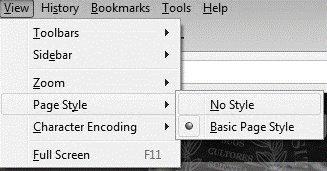 View History Bookmarks Tools Help
Toolbars
Sidebar
Zoom
Page Style
No Style
Character Encoding
Basic Page Style
Full Screen F11
CULTORES